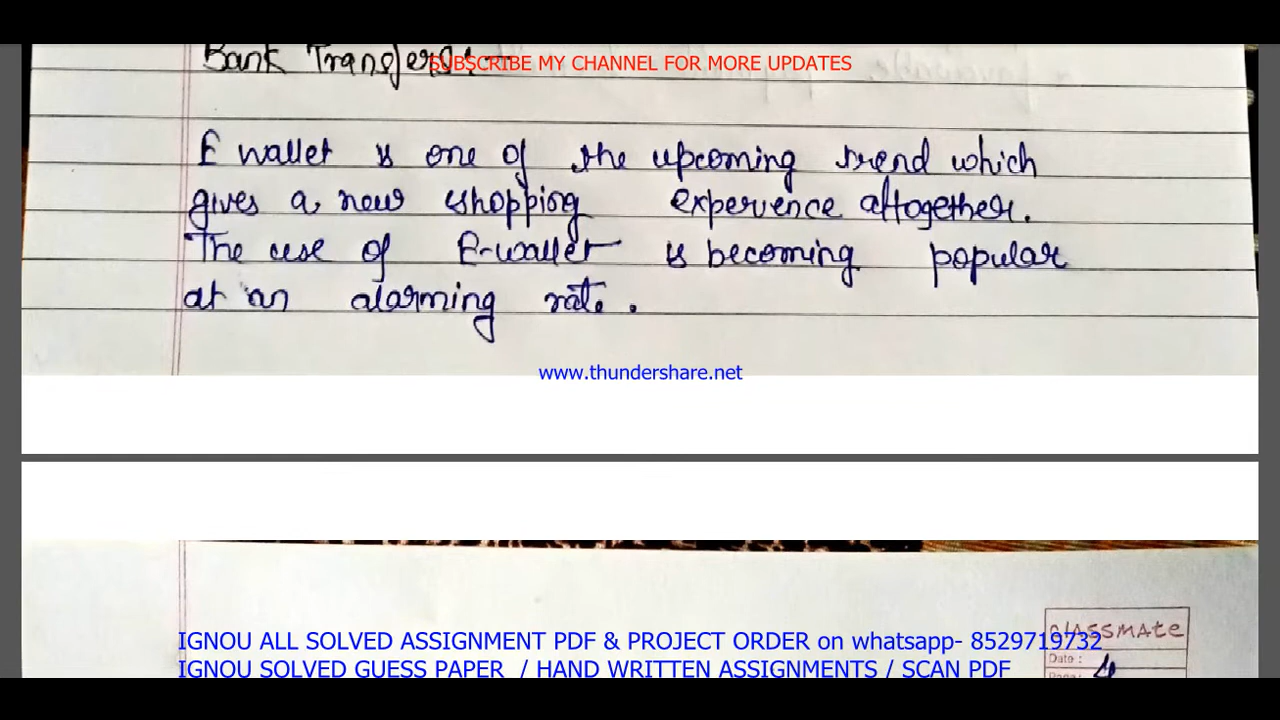 Bank Transfers :-
SUBSCRIBE MY CHANNEL FOR MORE UPDATES
E wallet is one of the upcoming trend which
gives a new shopping experience altogether.
The use of E-wallet is becoming popular
at an alarming rate.
www.thundershare.net
classmate
IGNOU ALL SOLVED ASSIGNMENT PDF & PROJECT ORDER on whatsapp- 8529719732
Date :
IGNOU SOLVED GUESS PAPER / HAND WRITTEN ASSIGNMENTS / SCAN PDF
Page: